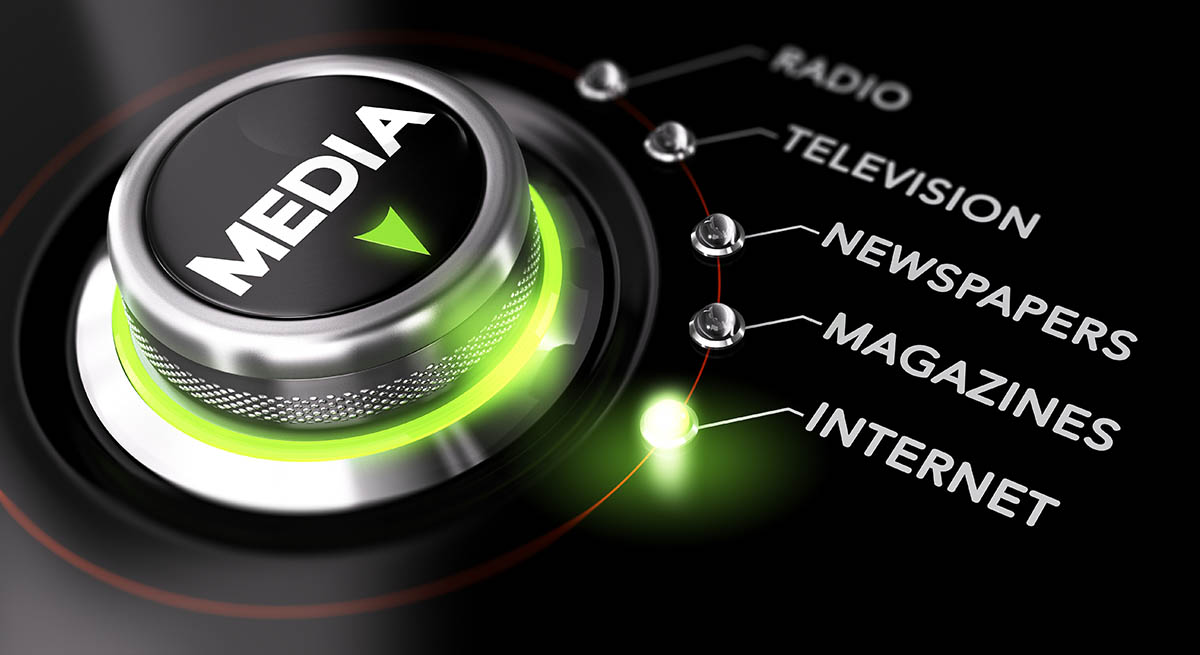 MEDIA
RADIO
TELEVISION
NEWSPAPERS
MAGAZINES
INTERNET